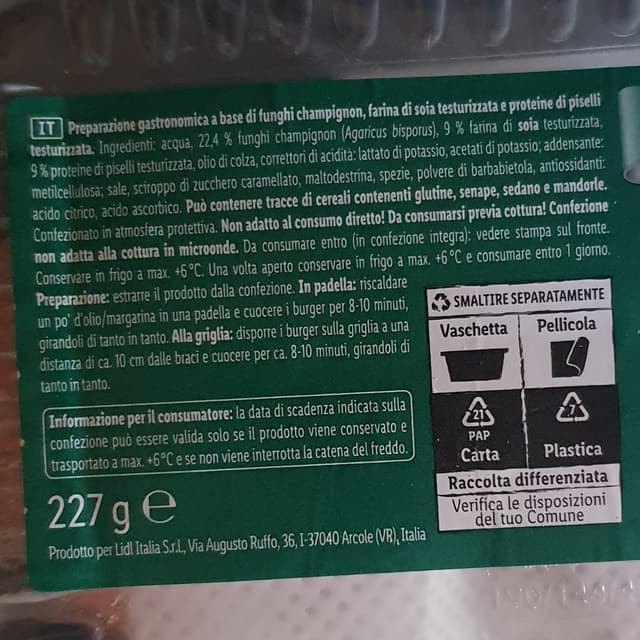 IT Preparazione gastronomica a base di funghi champignon, farina di soia testurizzata e proteine di piselli
testurizzata. Ingredienti: acqua, 22,4 % funghi champignon (Agaricus bisporus), 9 % farina di soia testurizzata,
9 % proteine di piselli testurizzata, olio di colza, correttori di acidità: lattato di potassio, acetati di potassio; addensante:
metilcellulosa; sale, sciroppo di zucchero caramellato, maltodestrina, spezie, polvere di barbabietola, antiossidanti:
acido citrico, acido ascorbico. Può contenere tracce di cereali contenenti glutine, senape, sedano e mandorle.
Confezionato in atmosfera protettiva. Non adatto al consumo diretto! Da consumarsi previa cottura! Confezione
non adatta alla cottura in microonde. Da consumare entro (in confezione integra): vedere stampa sul fronte.
Conservare in frigo a max. +6°C. Una volta aperto conservare in frigo a max. +6°C e consumare entro 1 giorno.
Preparazione: estrarre il prodotto dalla confezione. In padella: riscaldare
un po' d'olio/margarina in una padella e cuocere i burger per 8-10 minuti,
girandoli di tanto in tanto. Alla griglia: disporre i burger sulla griglia a una
distanza di ca. 10 cm dalle braci e cuocere per ca. 8-10 minuti, girandoli di
tanto in tanto.
Informazione per il consumatore: la data di scadenza indicata sulla
confezione può essere valida solo se il prodotto viene conservato e
trasportato a max. +6°C e se non viene interrotta la catena del freddo.
227 g e
Prodotto per Lidl Italia S.r.l., Via Augusto Ruffo, 36, I-37040 Arcole (VR), Italia
SMALTIRE SEPARATAMENTE
Vaschetta Pellicola
21 7
PAP
Carta Plastica
Raccolta differenziata
Verifica le disposizioni
del tuo Comune